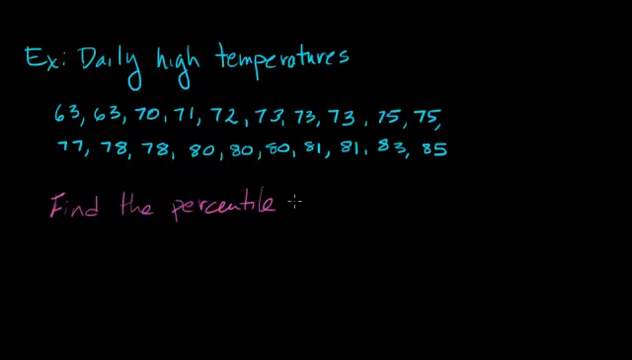 Ex: Daily high temperatures
63, 63, 70, 71, 72, 73, 73, 73, 75, 75,
77, 78, 78, 80, 80, 80, 81, 81, 83, 85
Find the percentile